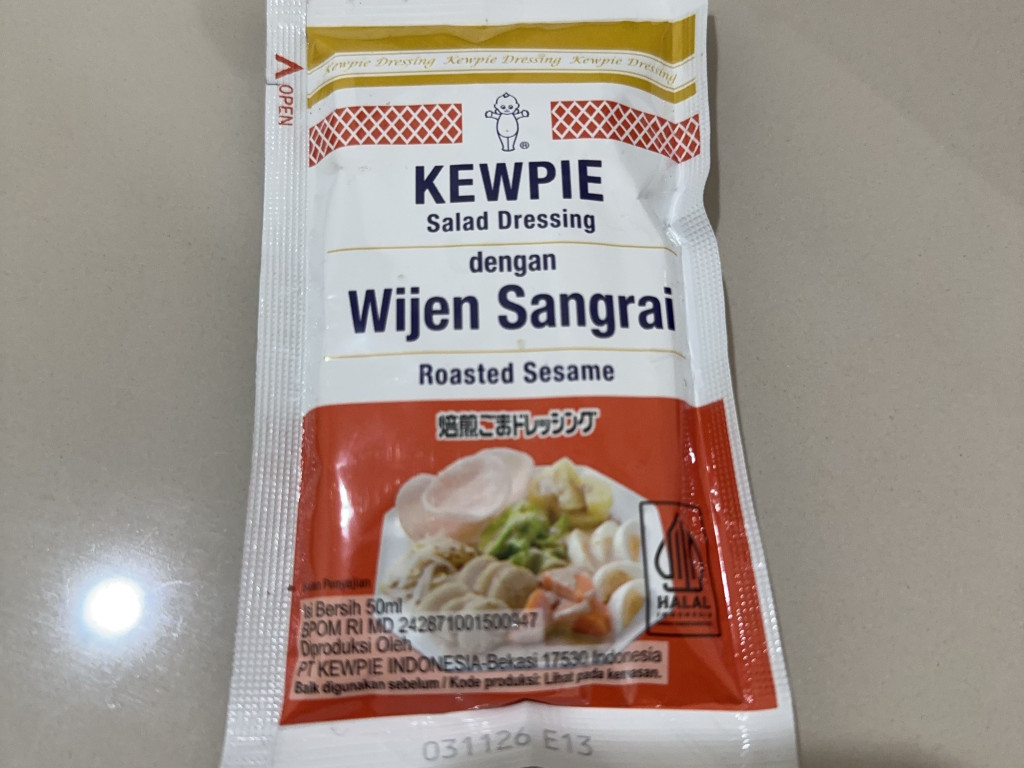 Kewpie Dressing Kewpie Dressing Kewpie Dressing
OPEN
®
KEWPIE
Salad Dressing
dengan
Wijen Sangrai
Roasted Sesame
焙煎ごまドレッシング
HALAL
INDONESIA
Penyajian
Isi Bersih 50ml
BPOM RI MD 242871001500947
Diproduksi Oleh
PT KEWPIE INDONESIA-Bekasi 17530 Indonesia
Baik digunakan sebelum / Kode produksi: Lihat pada kemasan.
031126 E13